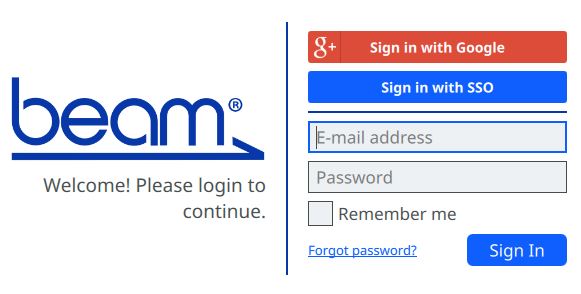 beam®
Welcome! Please login to
continue.
g+ Sign in with Google
Sign in with SSO
E-mail address
Password
Remember me
Forgot password?
Sign In